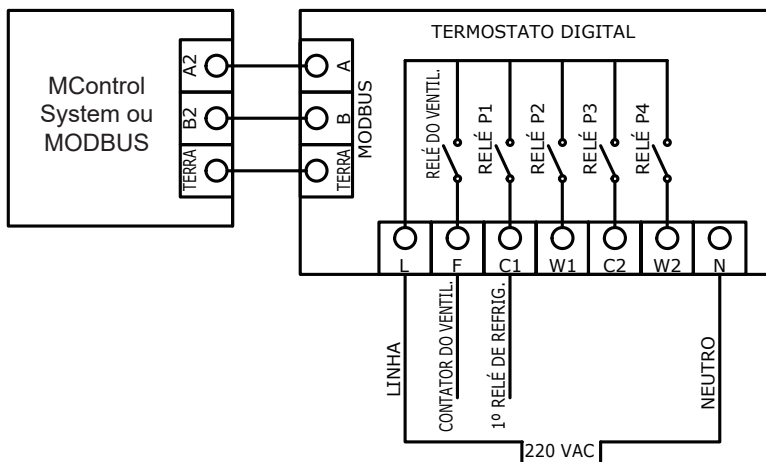 MControl
System ou
MODBUS
A2
B2
TERRA
TERMOSTATO DIGITAL
A
B
TERRA
MODBUS
RELÉ DO VENTIL.
RELÉ P1
RELÉ P2
RELÉ P3
RELÉ P4
L
F
C1
W1
C2
W2
N
LINHA
CONTATOR DO VENTIL.
1º RELÉ DE REFRIG.
NEUTRO
220 VAC